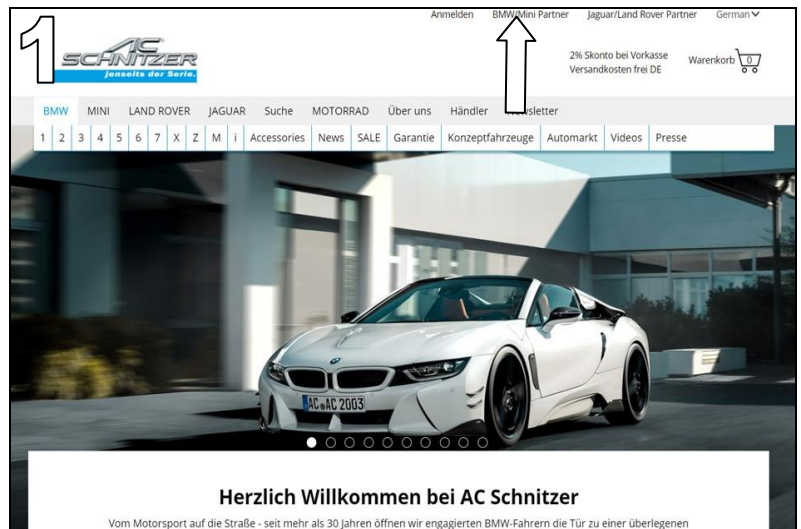 1
Anmelden BMW/Mini Partner Jaguar/Land Rover Partner German
AC
SCHNITZER
jenseits der Serie.
2% Skonto bei Vorkasse
Versandkosten frei DE
Warenkorb 0
BMW MINI LAND ROVER JAGUAR Suche MOTORRAD Über uns Händler Newsletter
1 2 3 4 5 6 7 X Z M i Accessories News SALE Garantie Konzeptfahrzeuge Automarkt Videos Presse
AC AC 2003
Herzlich Willkommen bei AC Schnitzer
Vom Motorsport auf die Straße - seit mehr als 30 Jahren öffnen wir engagierten BMW-Fahrern die Tür zu einer überlegenen